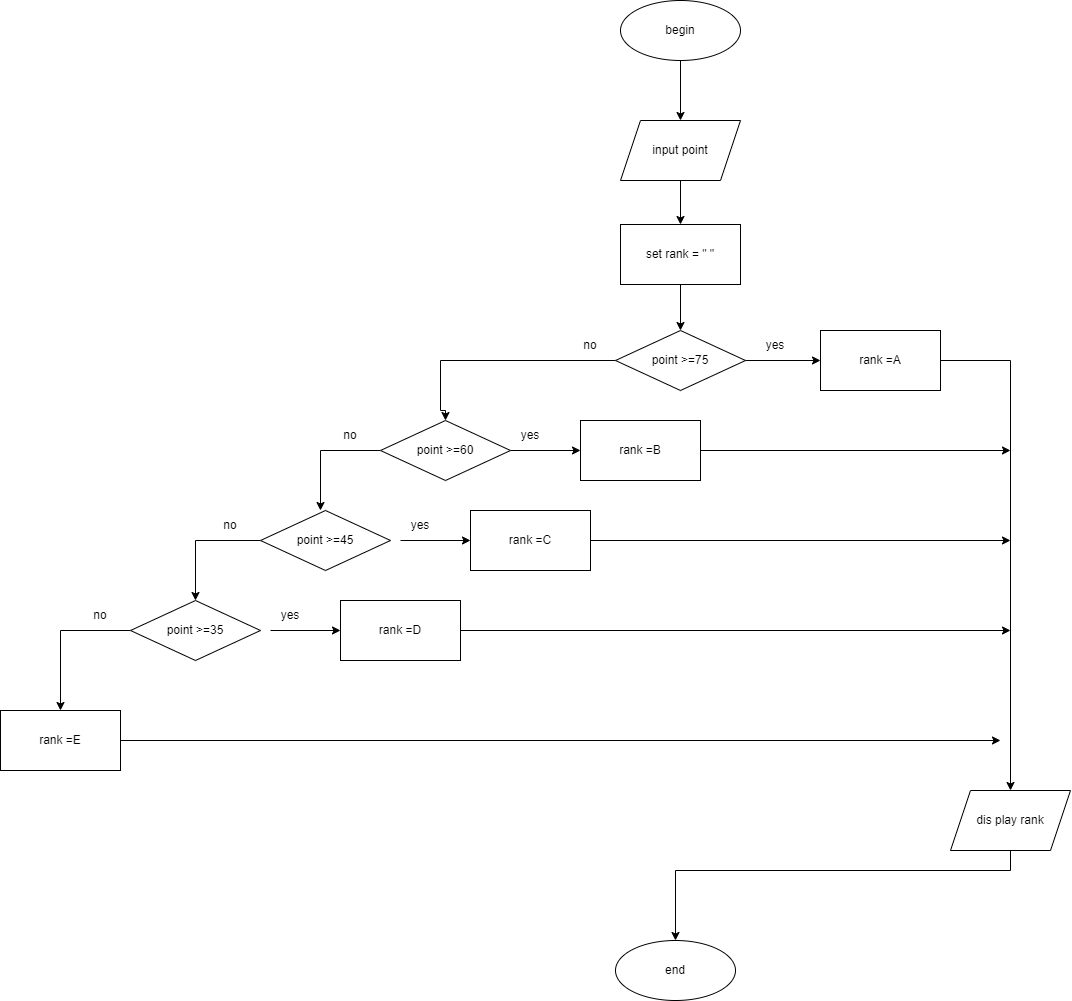 begin
input point
set rank = " "
no
point >=75
yes
rank =A
no
point >=60
yes
rank =B
no
point >=45
yes
rank =C
no
point >=35
yes
rank =D
rank =E
dis play rank
end